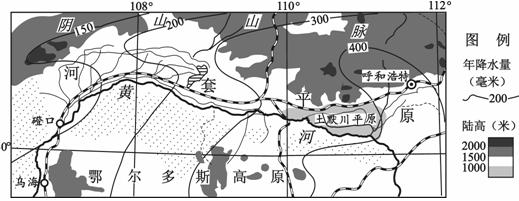 108° 110° 112°
阴 山 山 脉
150 200 300 400
图 例
年降水量
(毫米)
200
陆高(米)
2000
1500
1000
河 套 平 原
呼和浩特
黄 河
土默川平原
磴口
0°
乌海
鄂 尔 多 斯 高 原